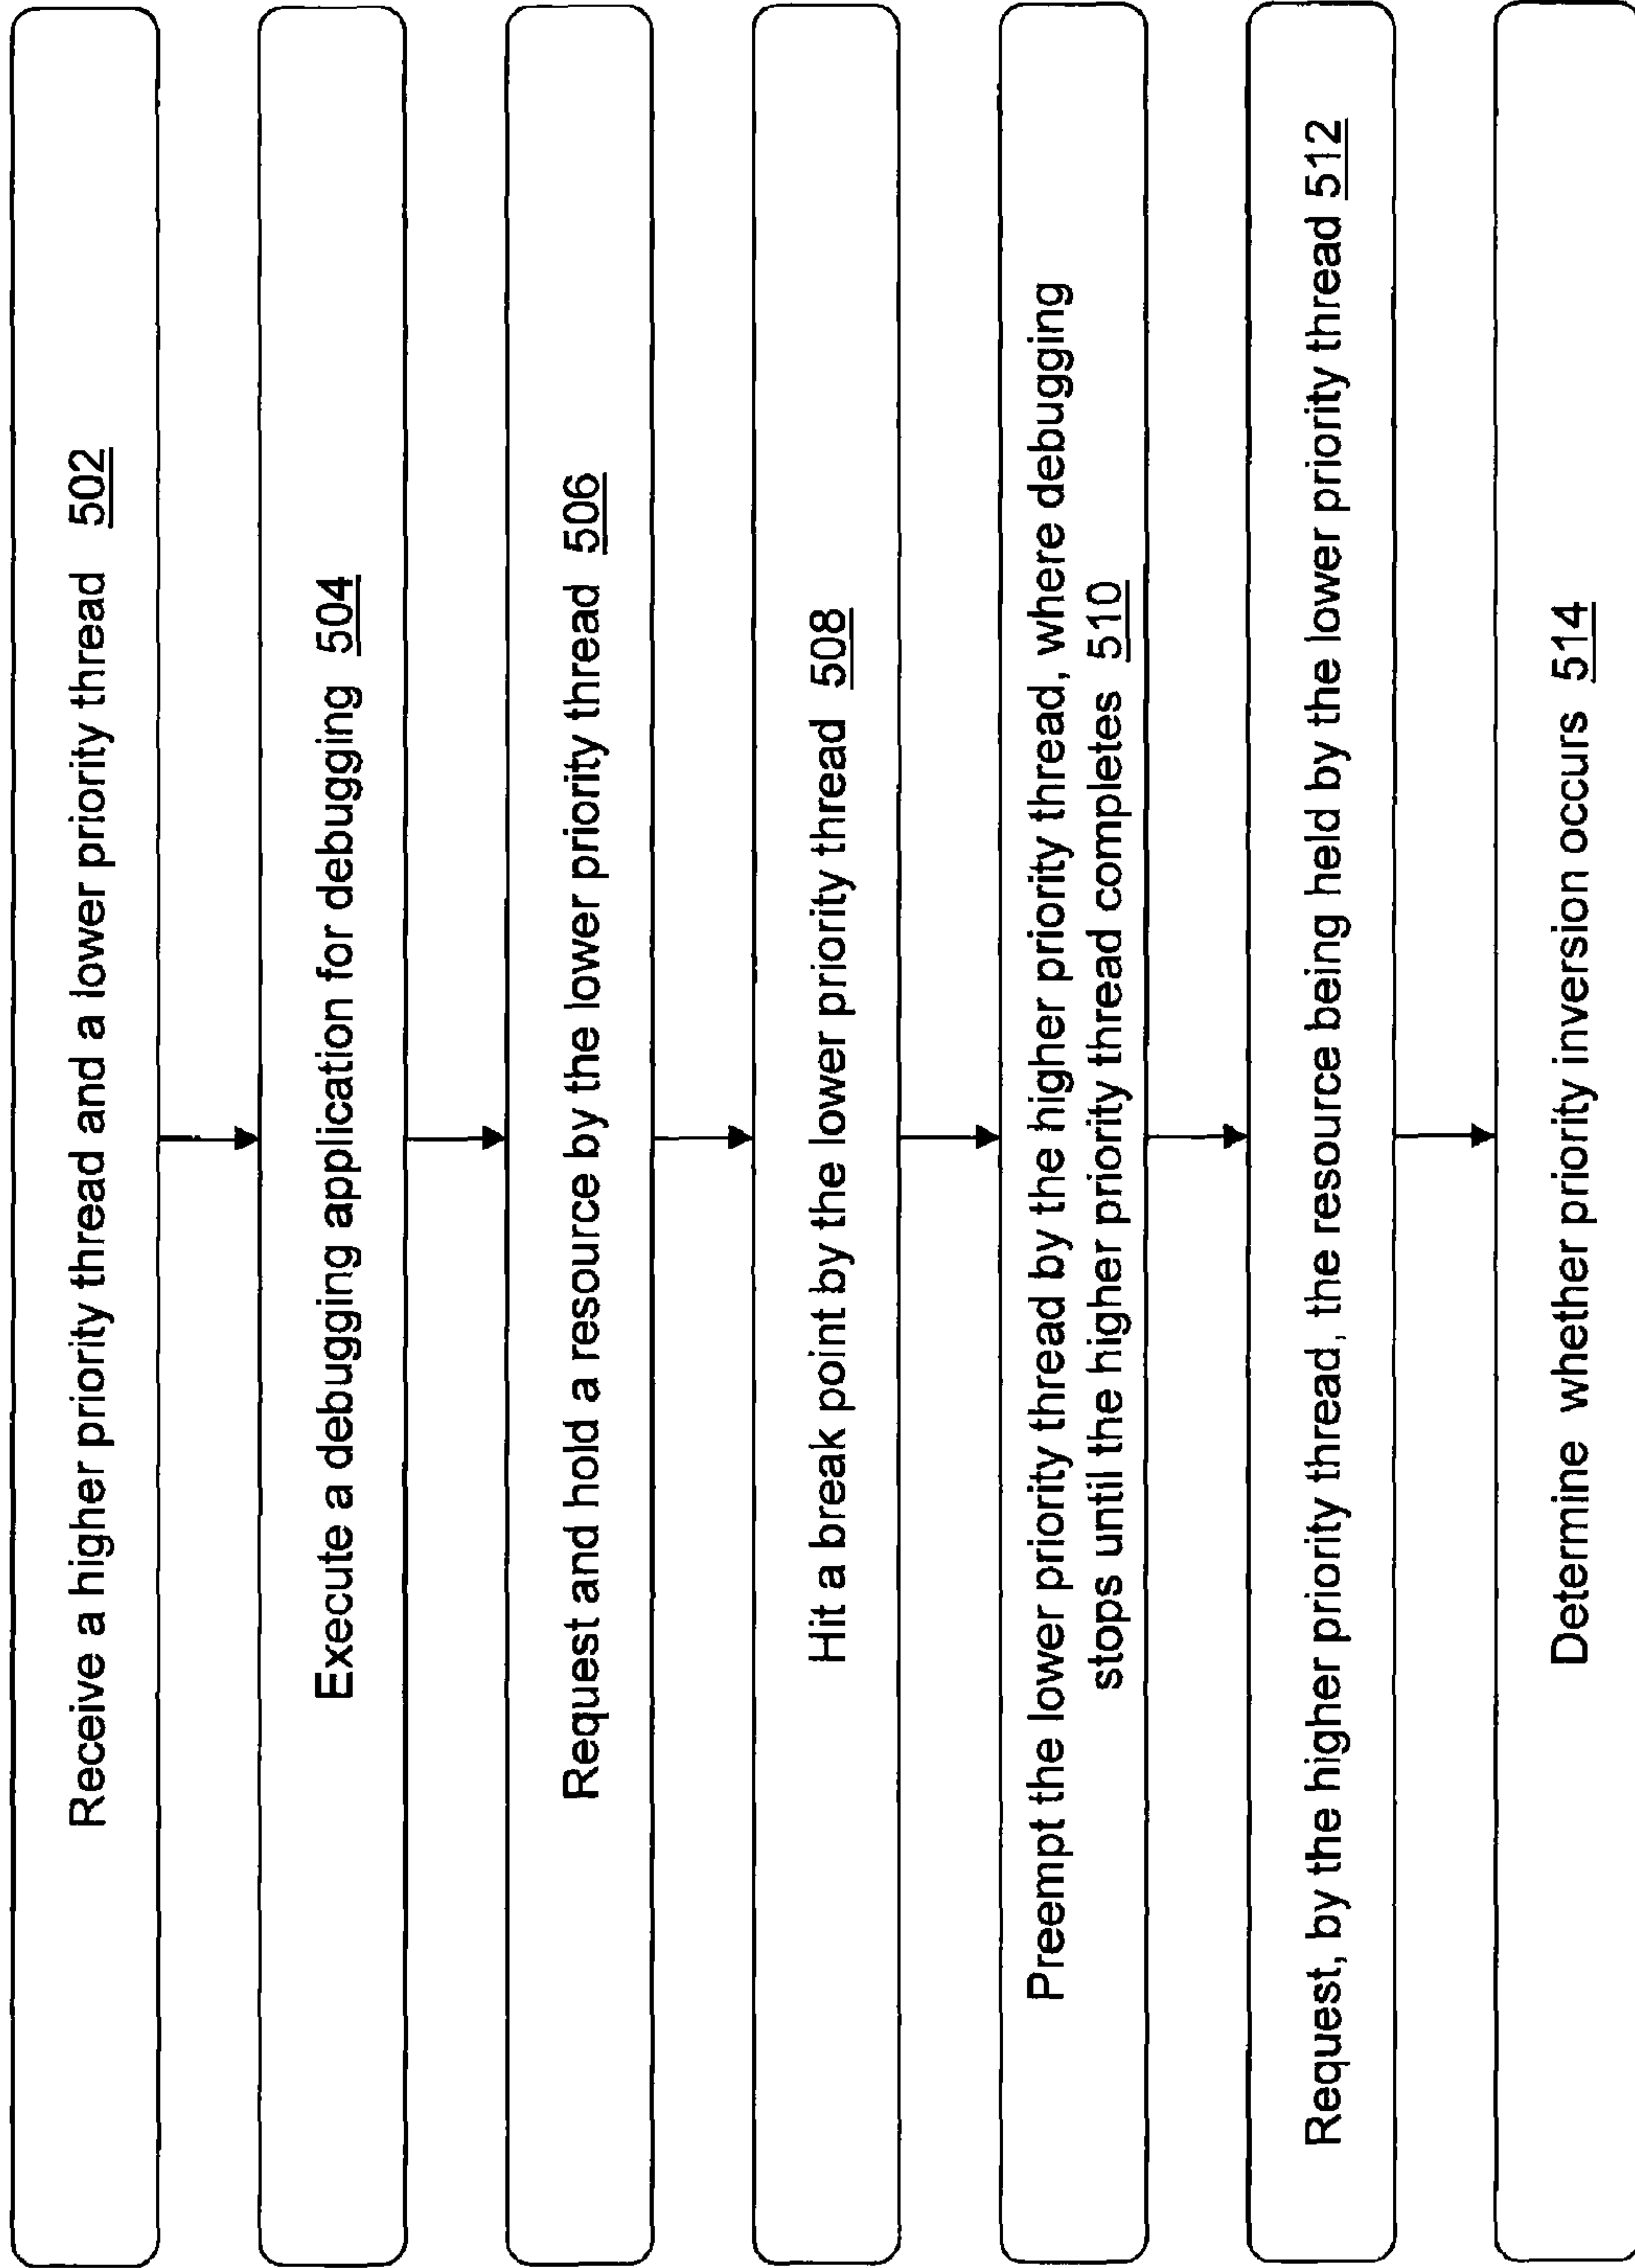 Receive a higher priority thread and a lower priority thread 502
Execute a debugging application for debugging 504
Request and hold a resource by the lower priority thread 506
Hit a break point by the lower priority thread 508
Preempt the lower priority thread by the higher priority thread, where debugging
stops until the higher priority thread completes 510
Request, by the higher priority thread, the resource being held by the lower priority thread 512
Determine whether priority inversion occurs 514